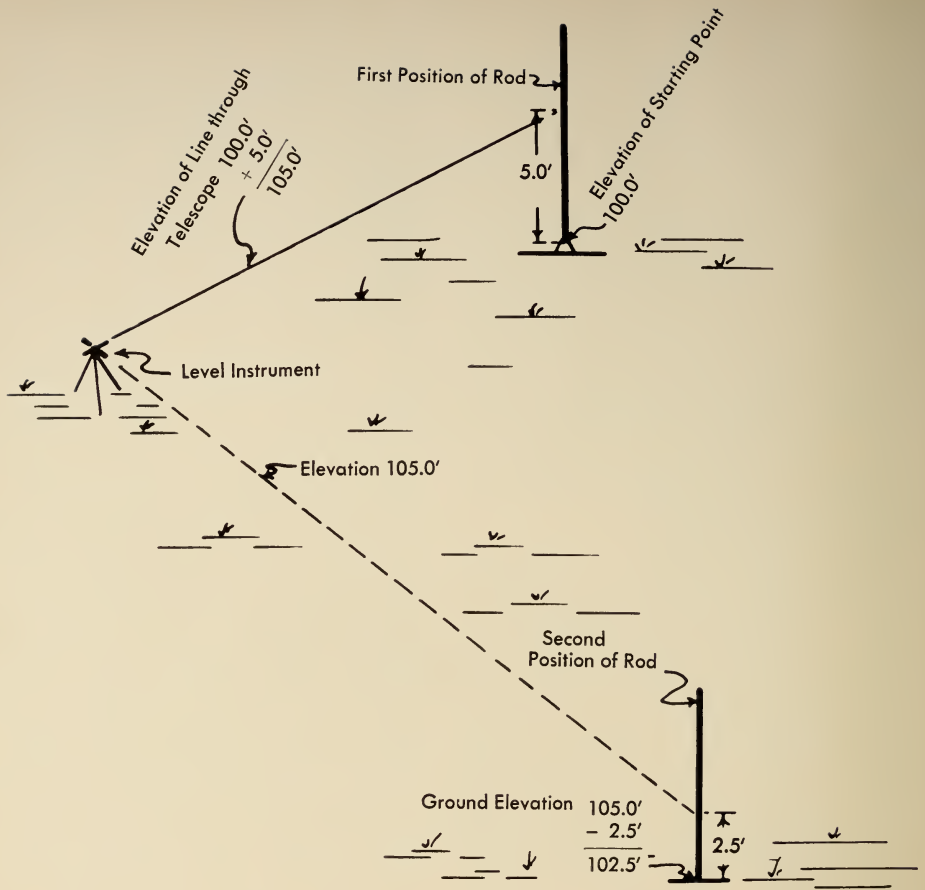 First Position of Rod
Elevation of Starting Point
100.0'
Elevation of Line through
Telescope 100.0'
+ 5.0'
105.0'
5.0'
Level Instrument
Elevation 105.0'
Second
Position of Rod
Ground Elevation 105.0'
− 2.5'
102.5'
2.5'